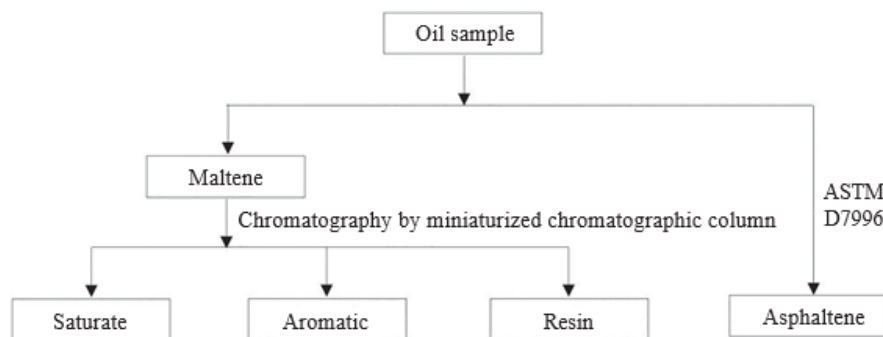 Oil sample
Maltene
ASTM
D7996
Chromatography by miniaturized chromatographic column
Saturate
Aromatic
Resin
Asphaltene